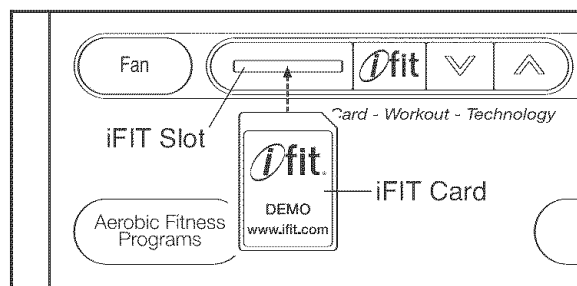 Fan
ifit
Card - Workout - Technology
iFIT Slot
ifit.
iFIT Card
DEMO
www.ifit.com
Aerobic Fitness
Programs